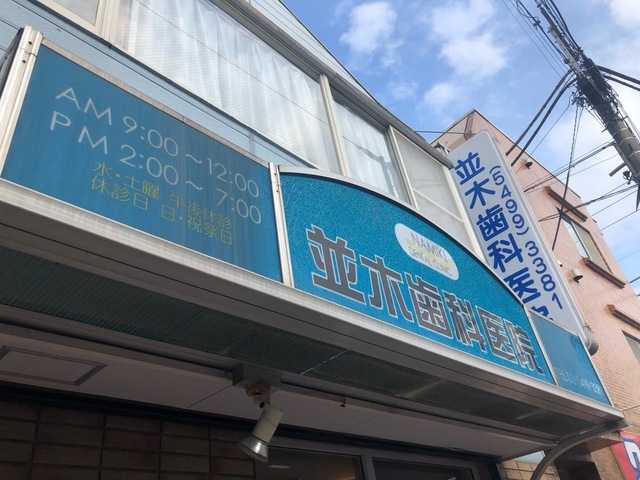 AM 9:00～12:00
PM 2:00～ 7:00
水・土曜 午後休診
休診日 日・祝祭日
NAMIKI
DENTAL CLINIC
並木歯科医院
並木歯科医院
(5499)3381